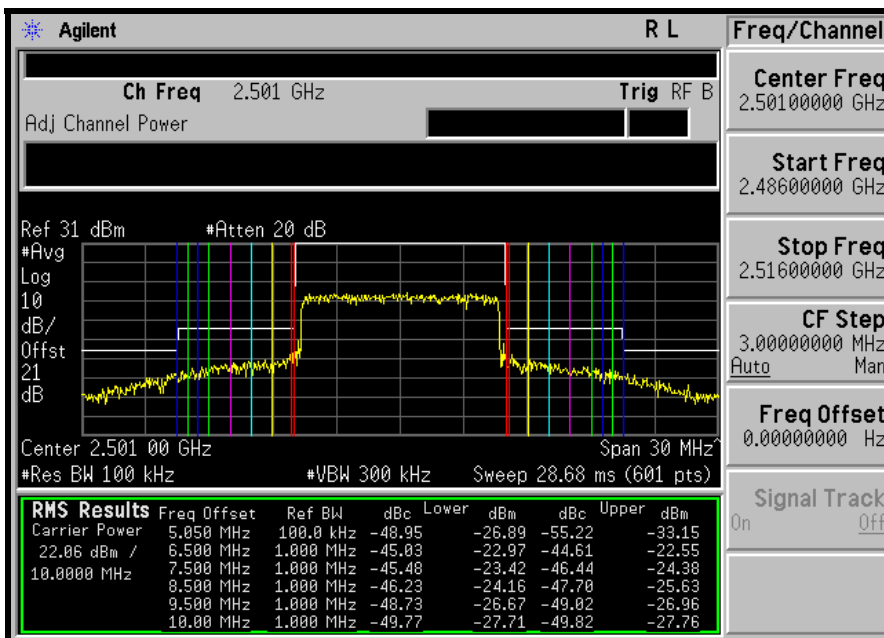 Agilent R L Freq/Channel
Ch Freq 2.501 GHz Trig RF B
Adj Channel Power
Center Freq
2.50100000 GHz
Start Freq
2.48600000 GHz
Stop Freq
2.51600000 GHz
CF Step
3.00000000 MHz
Auto Man
Freq Offset
0.00000000 Hz
Signal Track
On Off
Ref 31 dBm #Atten 20 dB
#Avg
Log
10
dB/
Offst
21
dB
Center 2.501 00 GHz Span 30 MHz^
#Res BW 100 kHz #VBW 300 kHz Sweep 28.68 ms (601 pts)
RMS Results Freq Offset Ref BW dBc Lower dBm dBc Upper dBm
Carrier Power 5.050 MHz 100.0 kHz -48.95 -26.89 -55.22 -33.15
22.06 dBm / 6.500 MHz 1.000 MHz -45.03 -22.97 -44.61 -22.55
10.0000 MHz 7.500 MHz 1.000 MHz -45.48 -23.42 -46.44 -24.38
8.500 MHz 1.000 MHz -46.23 -24.16 -47.70 -25.63
9.500 MHz 1.000 MHz -48.73 -26.67 -49.02 -26.96
10.00 MHz 1.000 MHz -49.77 -27.71 -49.82 -27.76